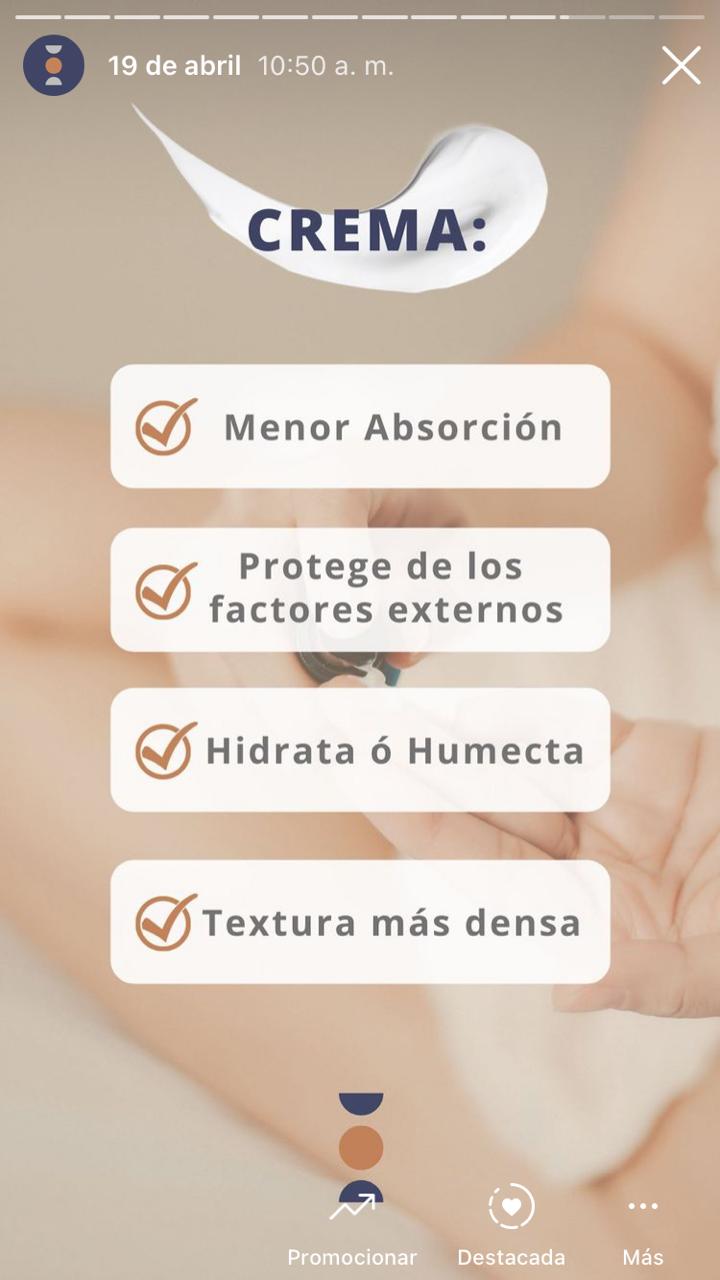 19 de abril 10:50 a. m.
CREMA:
Menor Absorción
Protege de los
factores externos
Hidrata ó Humecta
Textura más densa
Promocionar Destacada Más